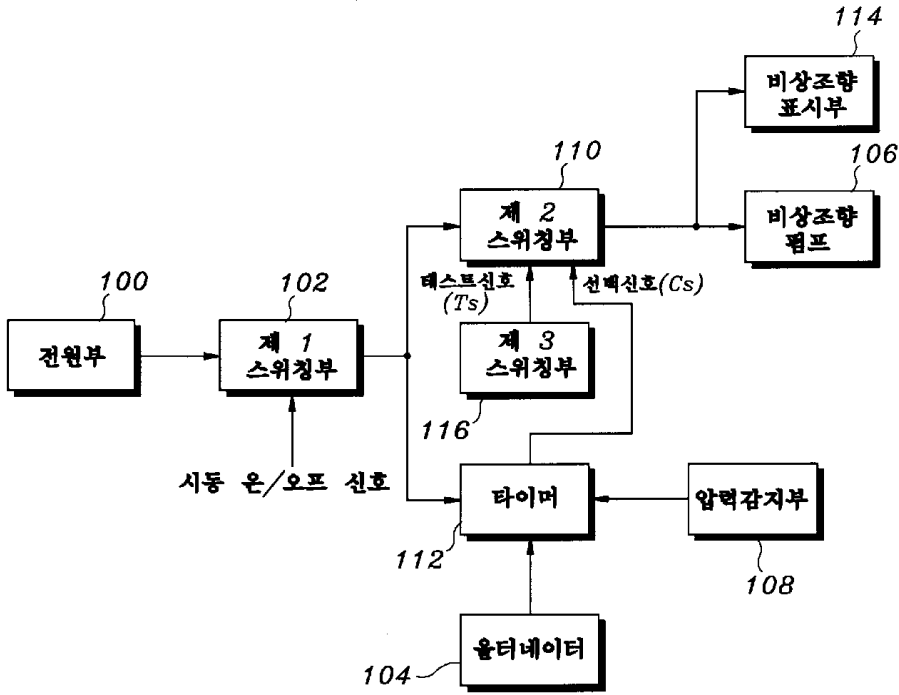 114
비상조향
표시부
110
106
제 2
스위칭부
비상조향
펌프
테스트신호
(Ts)
선택신호(Cs)
100
102
전원부
제 1
스위칭부
제 3
스위칭부
116
시동 온/오프 신호
타이머
압력감지부
112
108
올터네이터
104